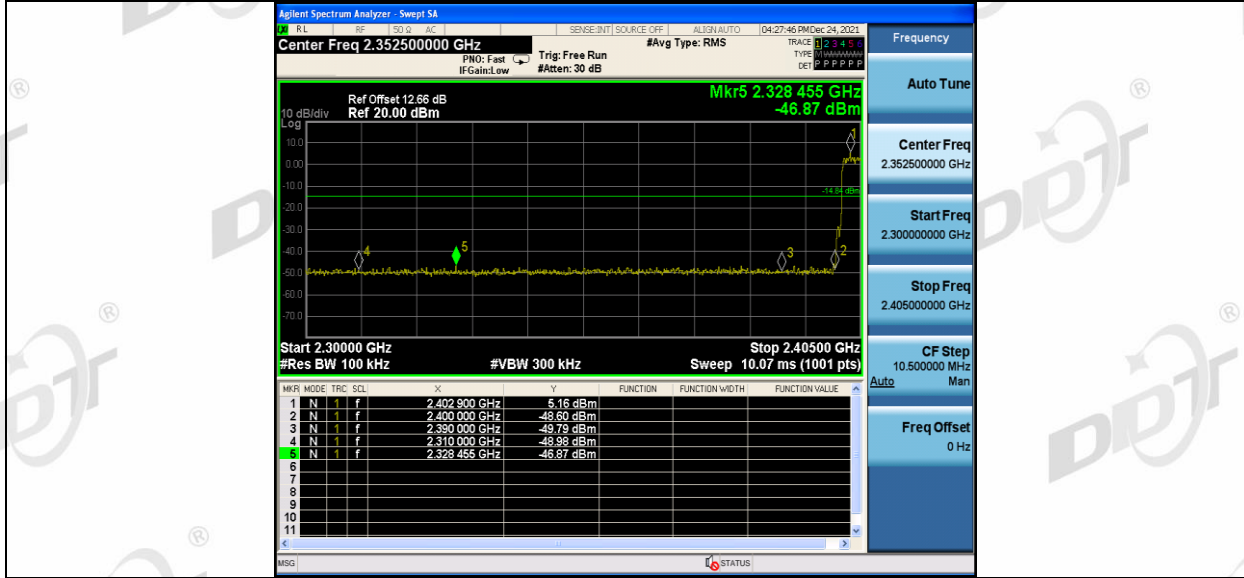 Agilent Spectrum Analyzer - Swept SA
RL RF 50 Ω AC SENSE:INT SOURCE OFF ALIGN AUTO 04:27:46 PM Dec 24, 2021
Center Freq 2.352500000 GHz
PNO: Fast
IFGain:Low
Trig: Free Run
#Atten: 30 dB
#Avg Type: RMS
TRACE 1 2 3 4 5 6
TYPE M
DET P P P P P P
Mkr5 2.328 455 GHz
-46.87 dBm
Ref Offset 12.66 dB
10 dB/div Ref 20.00 dBm
Log
10.0
0.00
-10.0
-20.0
-30.0
-40.0
-50.0
-60.0
-70.0
-14.84 dBm
1
2
3
4
5
Start 2.30000 GHz Stop 2.40500 GHz
#Res BW 100 kHz #VBW 300 kHz Sweep 10.07 ms (1001 pts)
MKR MODE TRC SCL X Y FUNCTION FUNCTION WIDTH FUNCTION VALUE
1 N 1 f 2.402 900 GHz 5.16 dBm
2 N 1 f 2.400 000 GHz -48.60 dBm
3 N 1 f 2.390 000 GHz -49.79 dBm
4 N 1 f 2.310 000 GHz -48.98 dBm
5 N 1 f 2.328 455 GHz -46.87 dBm
6
7
8
9
10
11
MSG STATUS
Frequency
Auto Tune
Center Freq
2.352500000 GHz
Start Freq
2.300000000 GHz
Stop Freq
2.405000000 GHz
CF Step
10.500000 MHz
Auto Man
Freq Offset
0 Hz
DDT
®